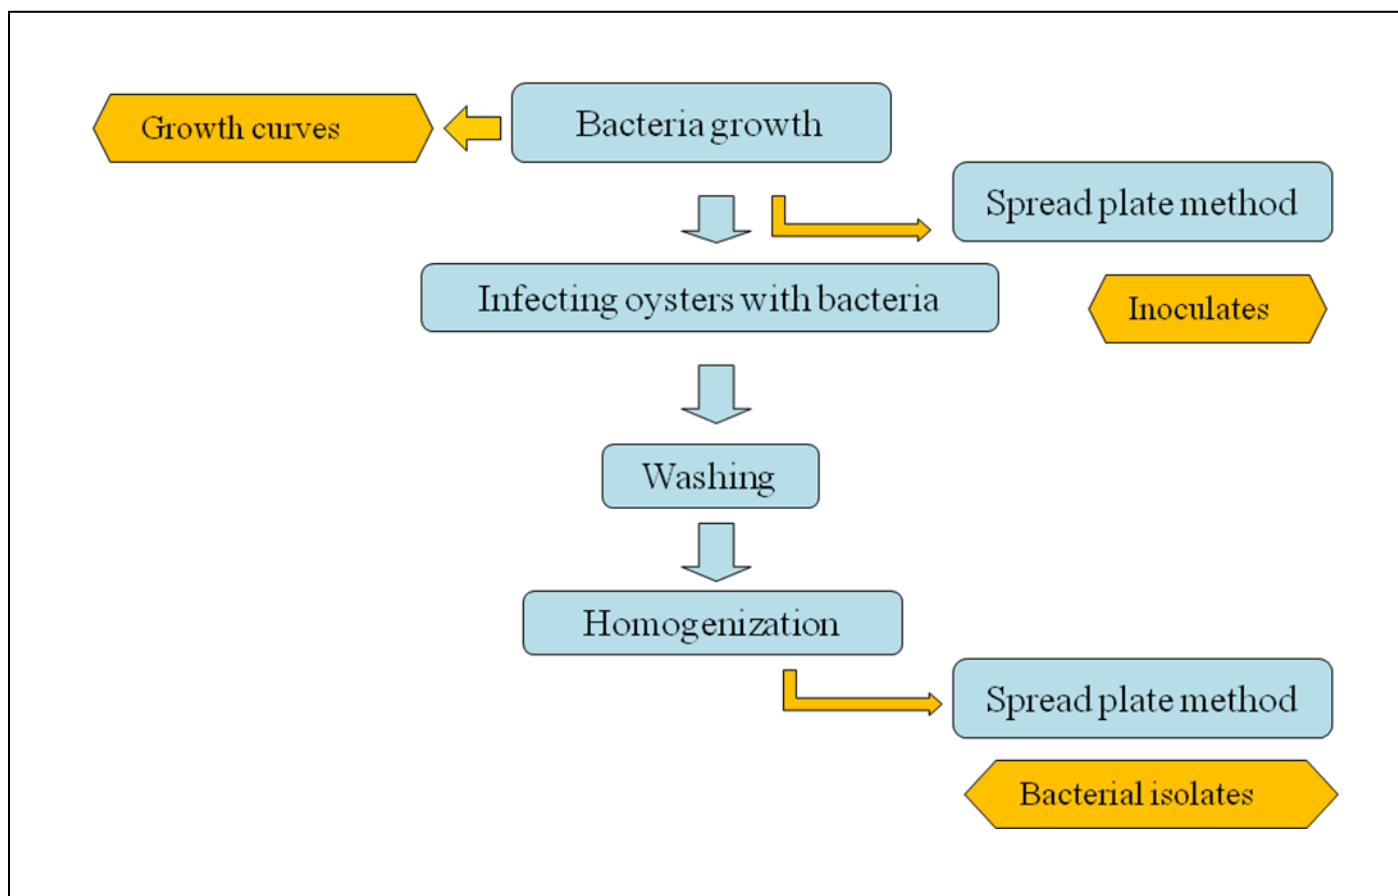 Growth curves
Bacteria growth
Spread plate method
Infecting oysters with bacteria
Inoculates
Washing
Homogenization
Spread plate method
Bacterial isolates